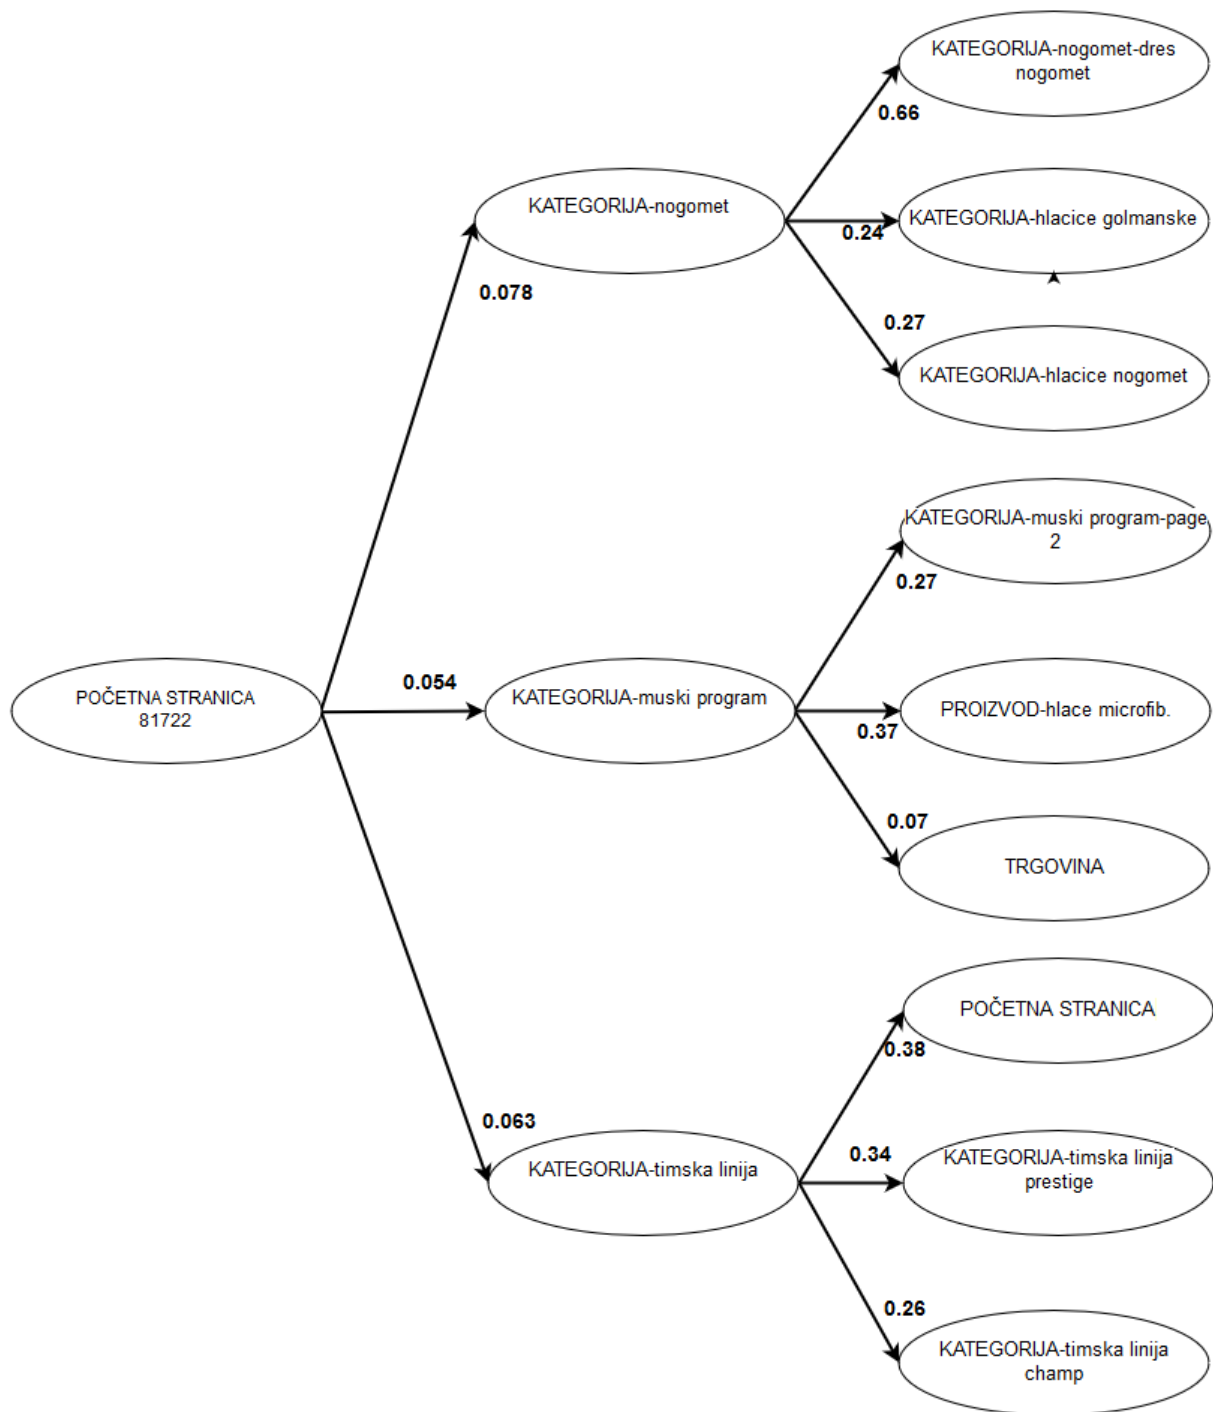 KATEGORIJA-nogomet-dres
nogomet
0.66
KATEGORIJA-nogomet
KATEGORIJA-hlacice golmanske
0.24
0.078
0.27
KATEGORIJA-hlacice nogomet
KATEGORIJA-muski program-page
2
0.27
POČETNA STRANICA
81722
0.054
KATEGORIJA-muski program
PROIZVOD-hlace microfib.
0.37
0.07
TRGOVINA
POČETNA STRANICA
0.38
0.063
KATEGORIJA-timska linija
0.34
KATEGORIJA-timska linija
prestige
0.26
KATEGORIJA-timska linija
champ